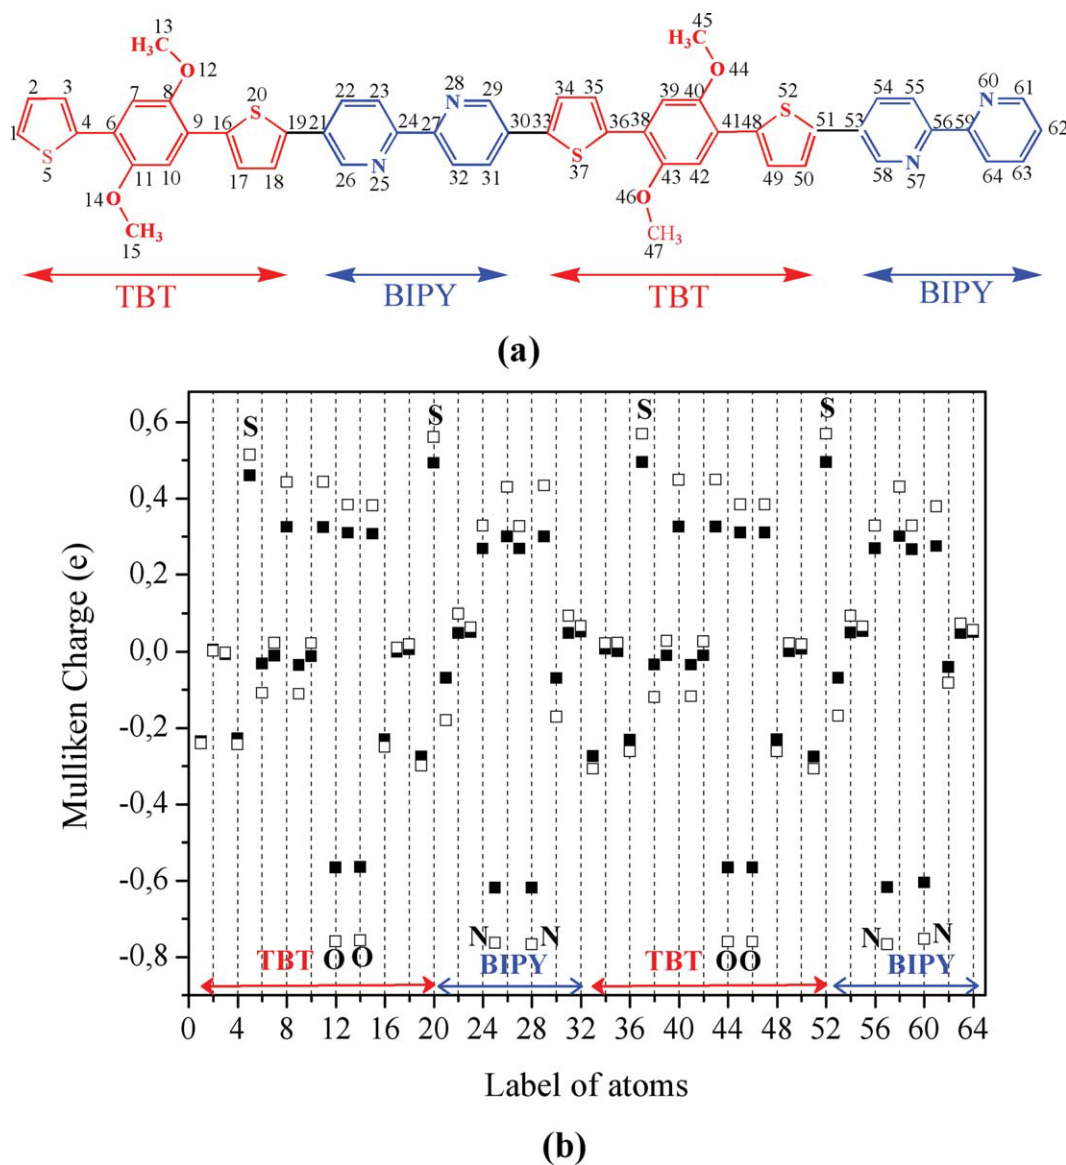 13
H₃C
O
12
2 3 7 8 20 22 23 28 29
S
N
1 4 6 9 16 19 21 24 27 30 33
S
5
11 10 17 18 26 25 32 31
N
14 O
CH₃
15
45
H₃C
O
44
34 35 39 40 52 54 55 60 61
S
N
36 38 41 48 51 53 56 59 62
S
37
43 42 49 50 58 57 64 63
N
46 O
CH₃
47
TBT BIPY TBT BIPY
(a)
Mulliken Charge (e)
0,6
0,4
0,2
0,0
-0,2
-0,4
-0,6
-0,8
S S S S
N N N N
O O O O
TBT BIPY TBT BIPY
0 4 8 12 16 20 24 28 32 36 40 44 48 52 56 60 64
Label of atoms
(b)